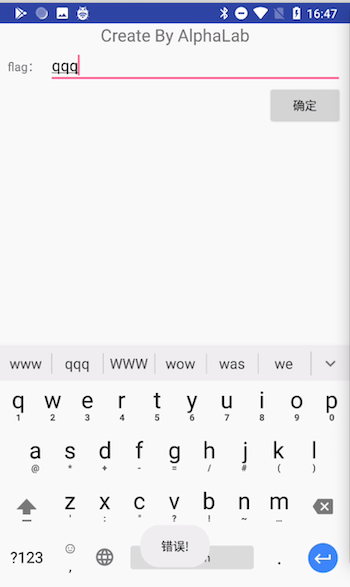 16:47
Create By AlphaLab
flag: qqq
确定
www qqq WWW wow was we
q w e r t y u i o p
1 2 3 4 5 6 7 8 9 0
a s d f g h j k l
@ * + - = / # ( )
z x c v b n m
' : " ? ! ~ …
?123 , .
错误!